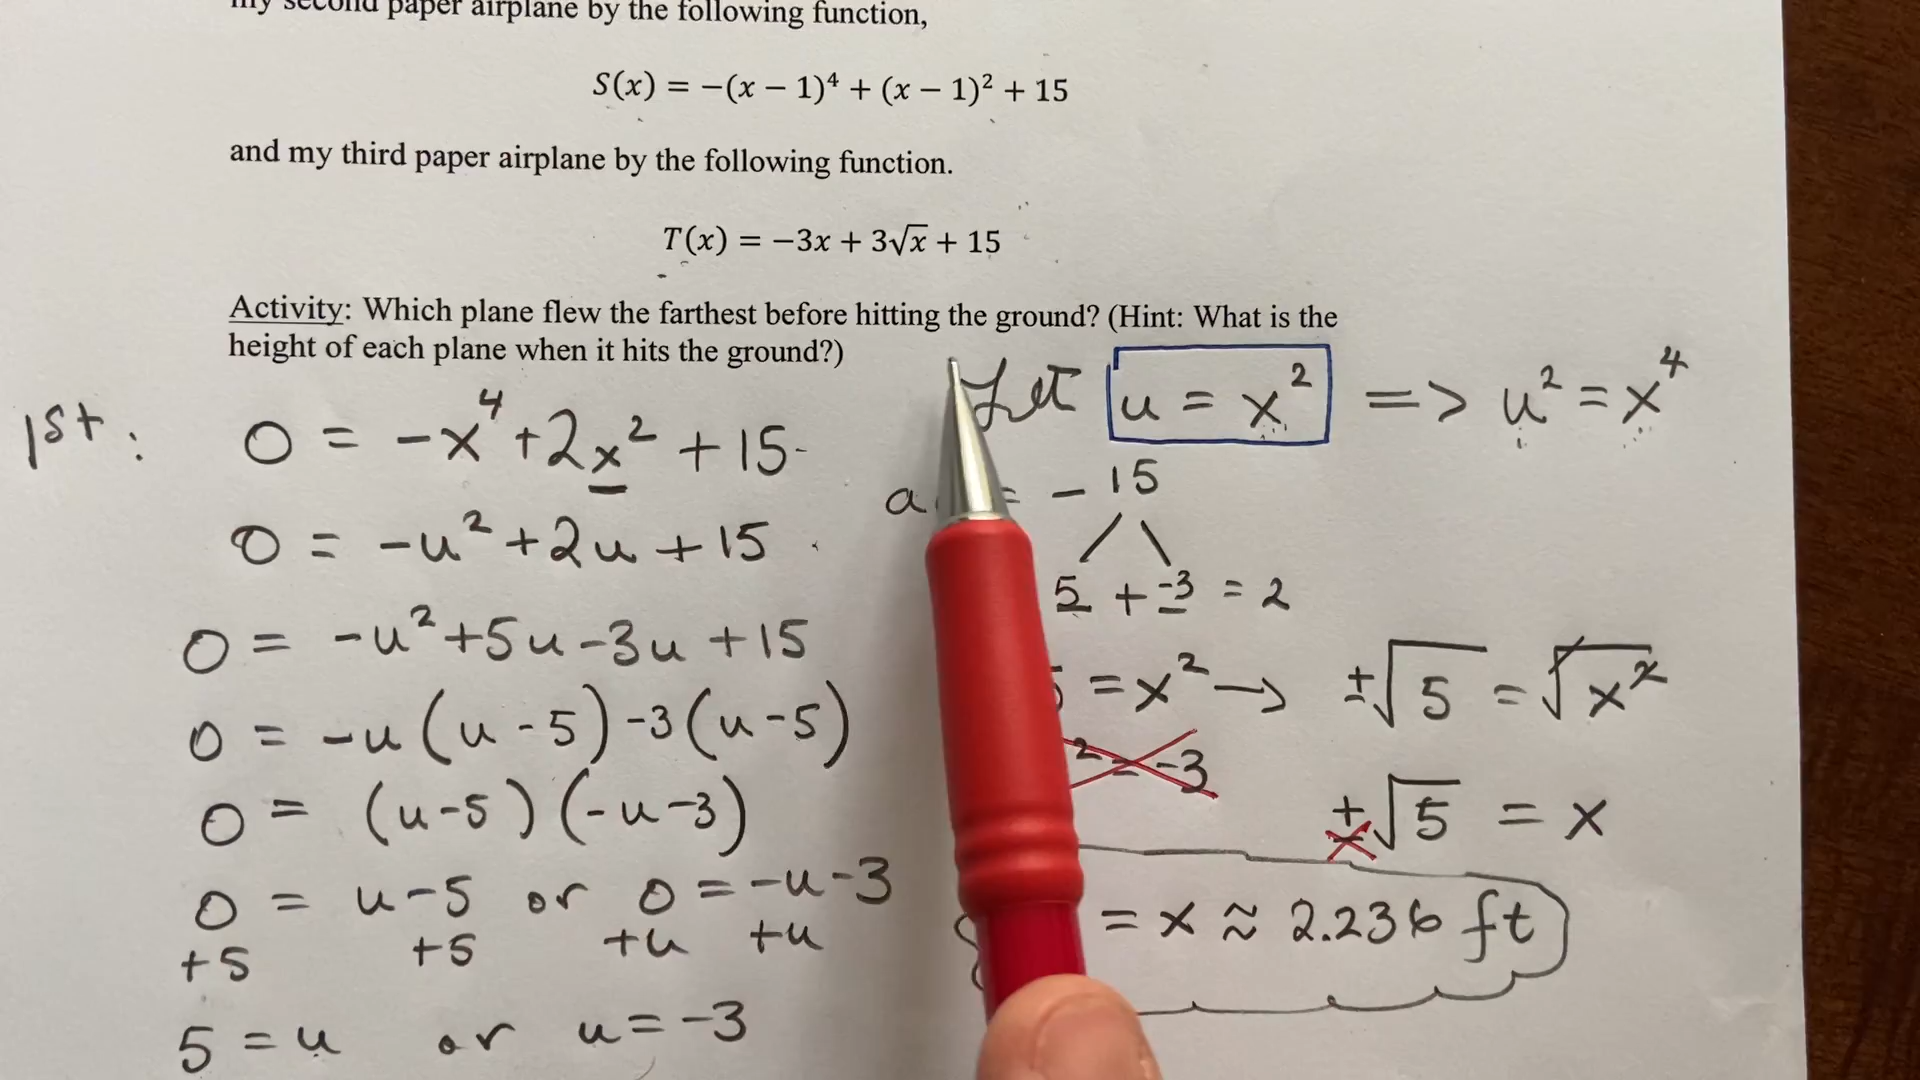 my second paper airplane by the following function,
S(x) = −(x − 1)⁴ + (x − 1)² + 15
and my third paper airplane by the following function.
T(x) = −3x + 3√x + 15
Activity: Which plane flew the farthest before hitting the ground? (Hint: What is the
height of each plane when it hits the ground?)
Let u = x² => u² = x⁴
1st: 0 = -x⁴ +2x² +15
a = -15
0 = -u² +2u +15
5 + -3 = 2
0 = -u² +5u -3u +15
= x² → ±√5 = √x²
0 = -u(u-5) -3(u-5)
² = -3
0 = (u-5)(-u-3)
±√5 = x
0 = u-5 or 0 = -u-3
= x ≈ 2.236 ft
+5 +5 +u +u
5 = u or u = -3